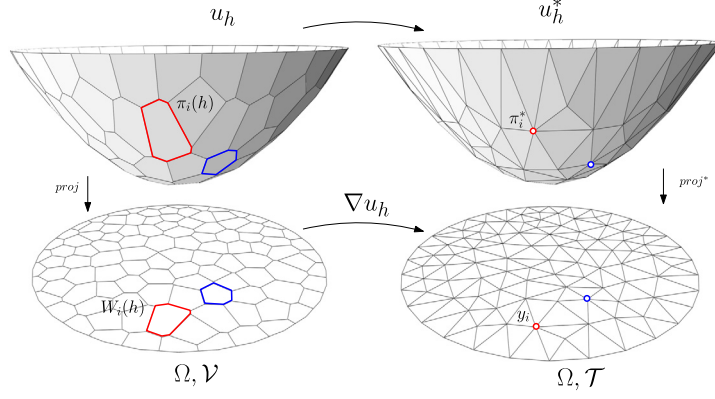 u_h
u_h^*
π_i(h)
π_i^*
proj
proj*
∇u_h
W_i(h)
y_i
Ω, 𝒱
Ω, 𝒯